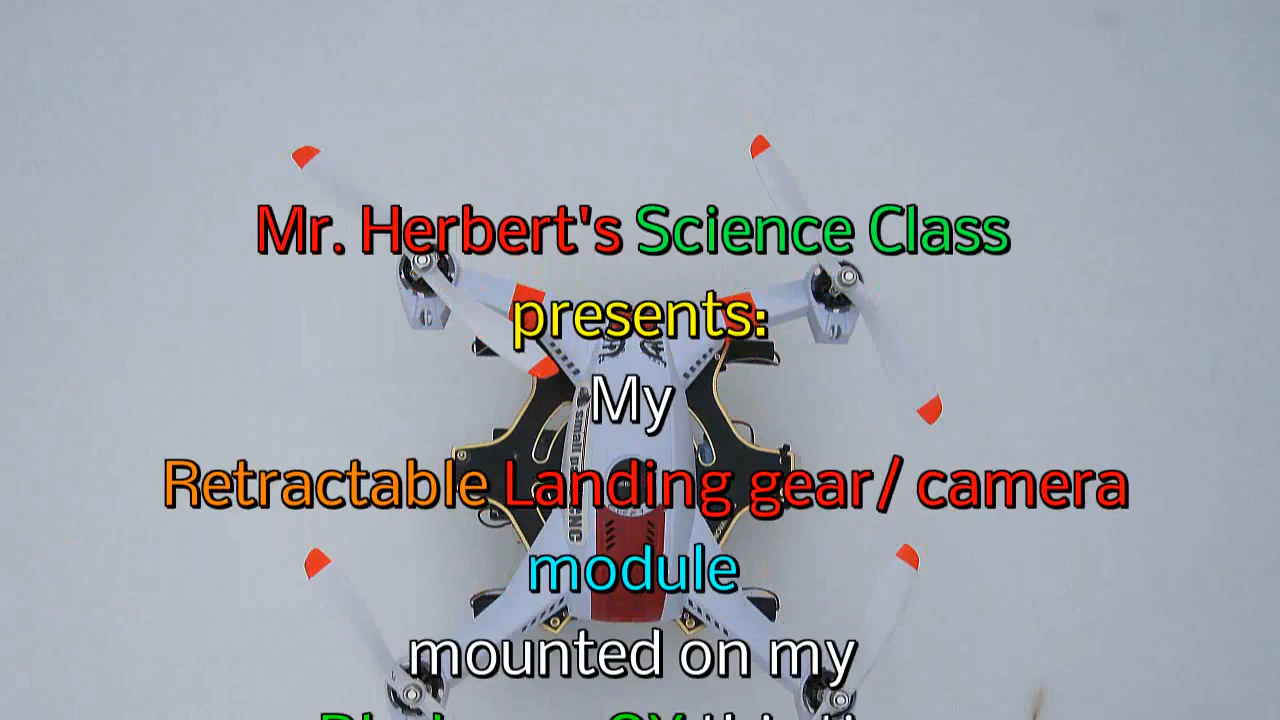 Mr. Herbert's Science Class
presents:
My
Retractable Landing gear/ camera
module
mounted on my